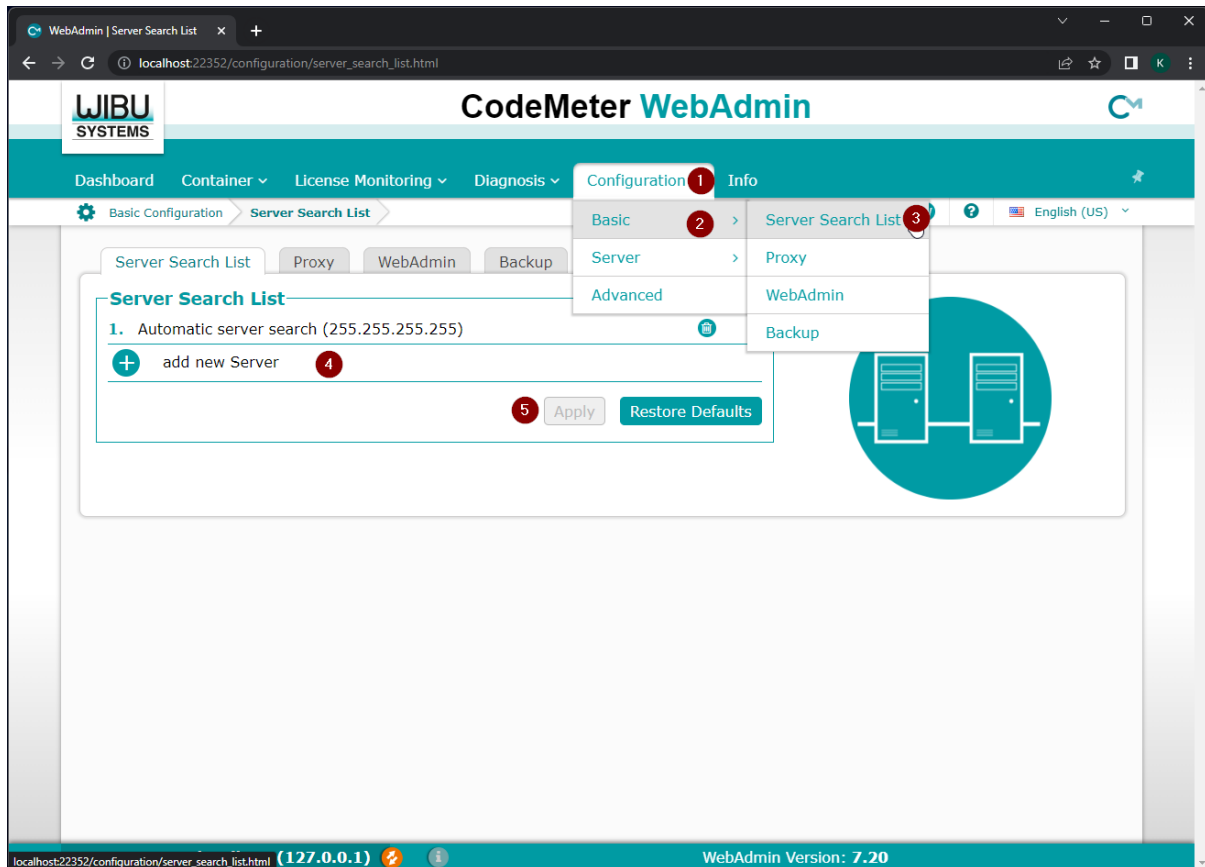 WebAdmin | Server Search List
localhost:22352/configuration/server_search_list.html
K
WIBU
SYSTEMS
CodeMeter WebAdmin
Dashboard Container License Monitoring Diagnosis Configuration 1 Info
Basic Configuration Server Search List
English (US)
Basic 2
Server Search List 3
Server
Proxy
Advanced
WebAdmin
Backup
Server Search List Proxy WebAdmin Backup
Server Search List
1. Automatic server search (255.255.255.255)
add new Server 4
5 Apply Restore Defaults
localhost:22352/configuration/server_search_list.html
(127.0.0.1)
WebAdmin Version: 7.20